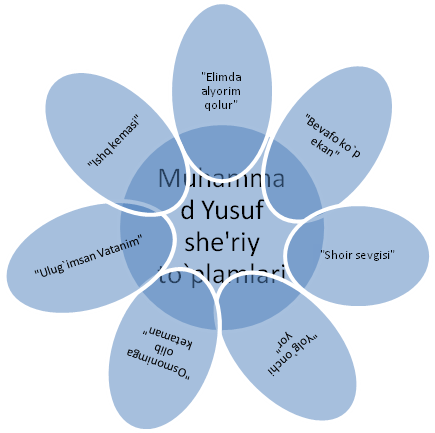 Muhamma
d Yusuf
she'riy
to`plamlari
"Elimda
alyorim
qolur"
"Bevafo ko`p
ekan"
"Shoir sevgisi"
"Yolg`onchi
yor"
"Osmonimga
olib
ketaman"
"Ulug`imsan Vatanim"
"Ishq kemasi"